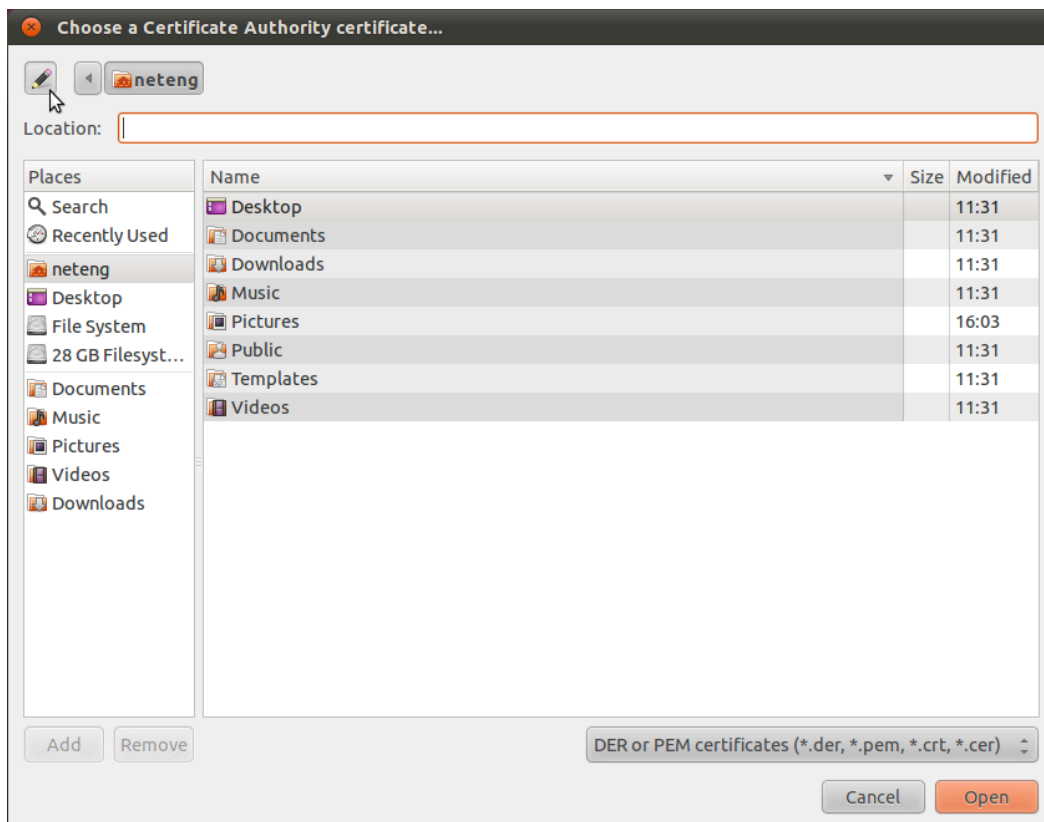 Choose a Certificate Authority certificate...
neteng
Location:
Places
Search
Recently Used
neteng
Desktop
File System
28 GB Filesyst...
Documents
Music
Pictures
Videos
Downloads
Name Size Modified
Desktop 11:31
Documents 11:31
Downloads 11:31
Music 11:31
Pictures 16:03
Public 11:31
Templates 11:31
Videos 11:31
Add Remove
DER or PEM certificates (*.der, *.pem, *.crt, *.cer)
Cancel Open